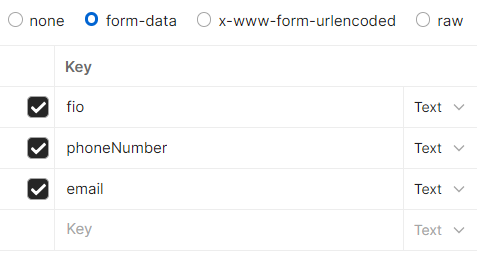 none form-data x-www-form-urlencoded raw
Key
fio Text
phoneNumber Text
email Text
Key Text